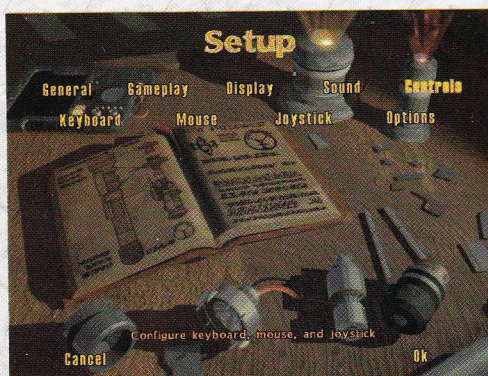 Setup
General Gameplay Display Sound Controls
Keyboard Mouse Joystick Options
Configure keyboard, mouse, and joystick
Cancel Ok